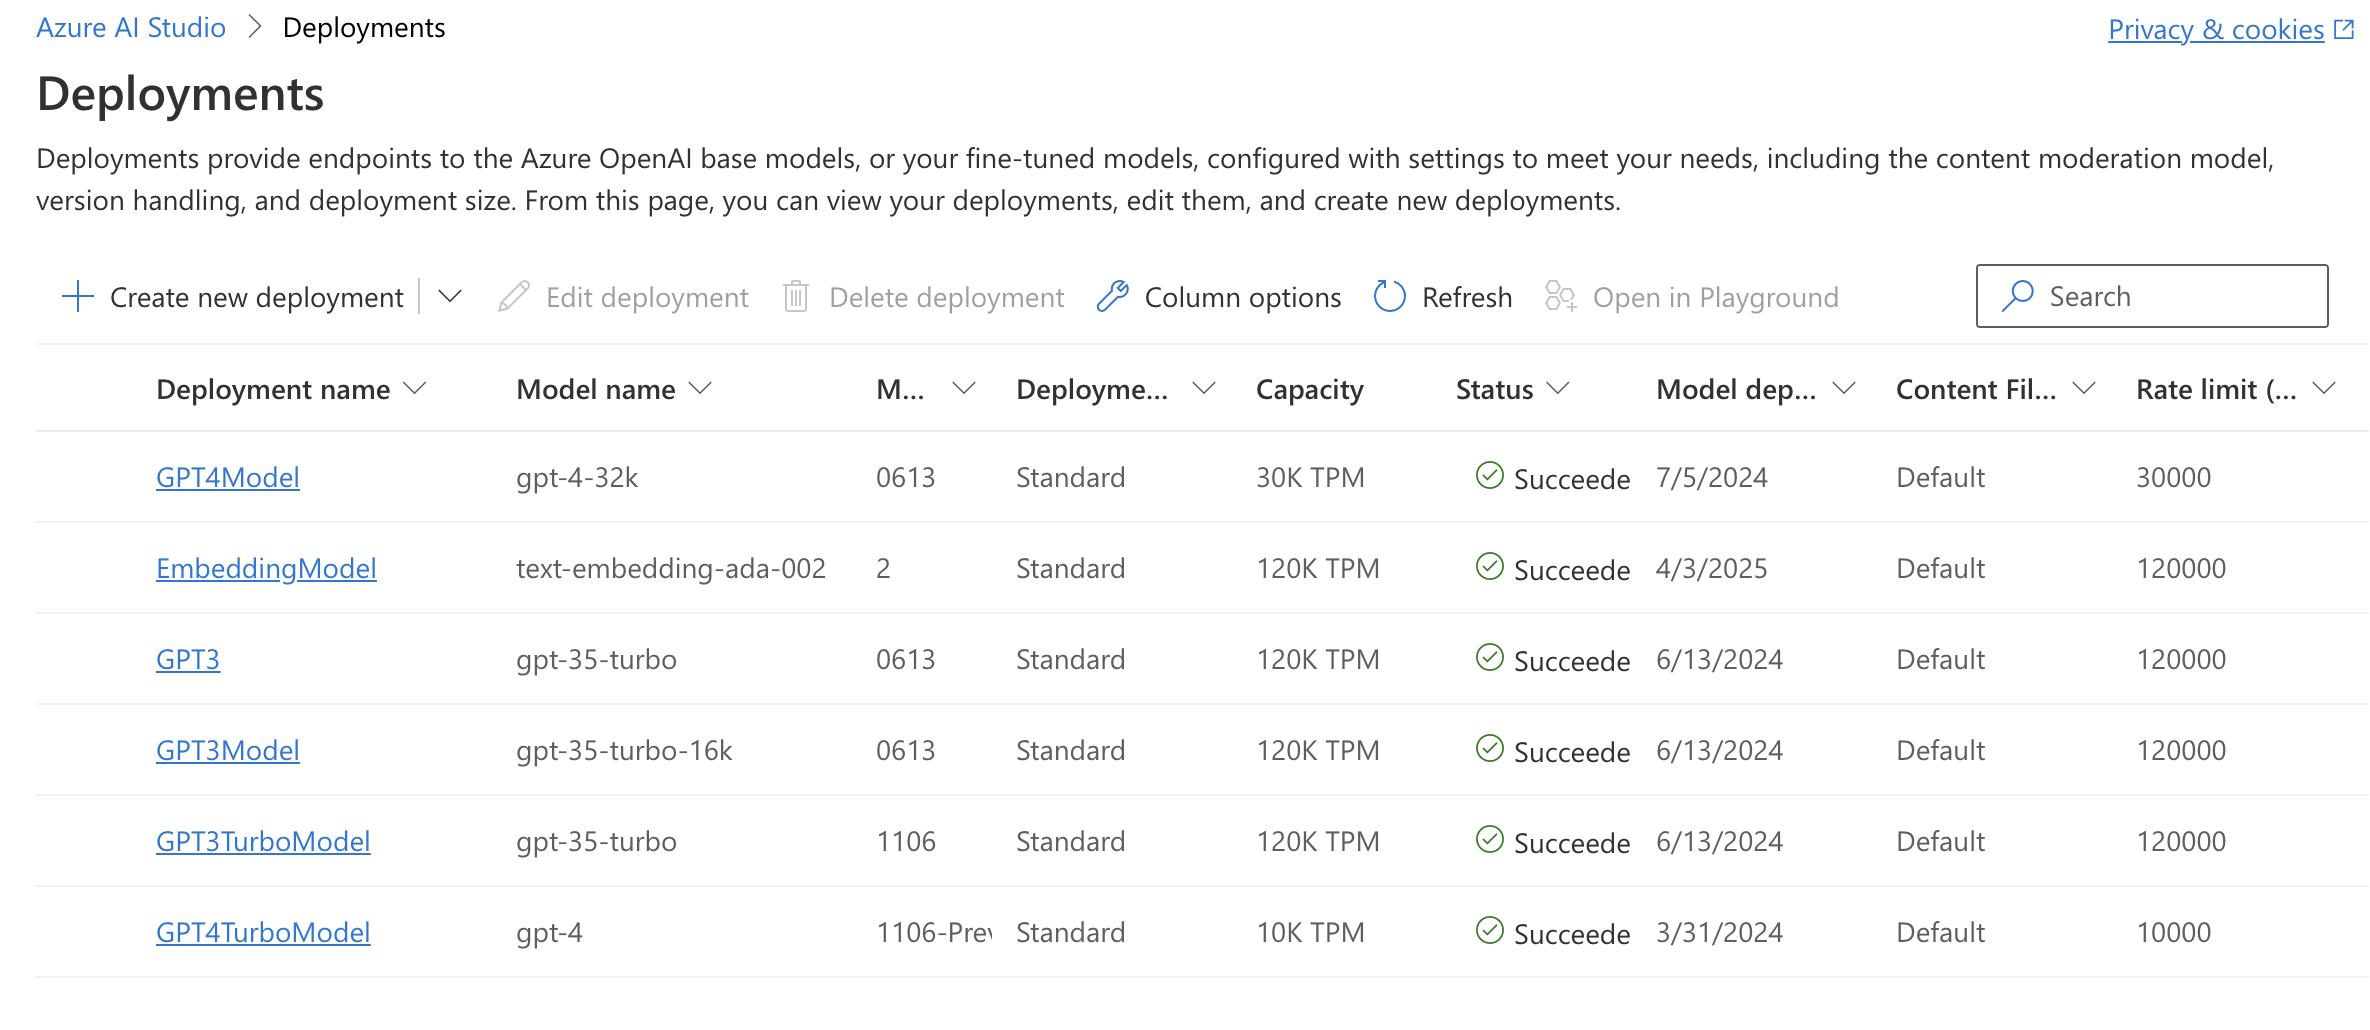 Azure AI Studio > Deployments Privacy & cookies
Deployments
Deployments provide endpoints to the Azure OpenAI base models, or your fine-tuned models, configured with settings to meet your needs, including the content moderation model,
version handling, and deployment size. From this page, you can view your deployments, edit them, and create new deployments.
Create new deployment Edit deployment Delete deployment Column options Refresh Open in Playground Search
Deployment name Model name M... Deployme... Capacity Status Model dep... Content Fil... Rate limit (...
GPT4Model gpt-4-32k 0613 Standard 30K TPM Succeede 7/5/2024 Default 30000
EmbeddingModel text-embedding-ada-002 2 Standard 120K TPM Succeede 4/3/2025 Default 120000
GPT3 gpt-35-turbo 0613 Standard 120K TPM Succeede 6/13/2024 Default 120000
GPT3Model gpt-35-turbo-16k 0613 Standard 120K TPM Succeede 6/13/2024 Default 120000
GPT3TurboModel gpt-35-turbo 1106 Standard 120K TPM Succeede 6/13/2024 Default 120000
GPT4TurboModel gpt-4 1106-Prev Standard 10K TPM Succeede 3/31/2024 Default 10000